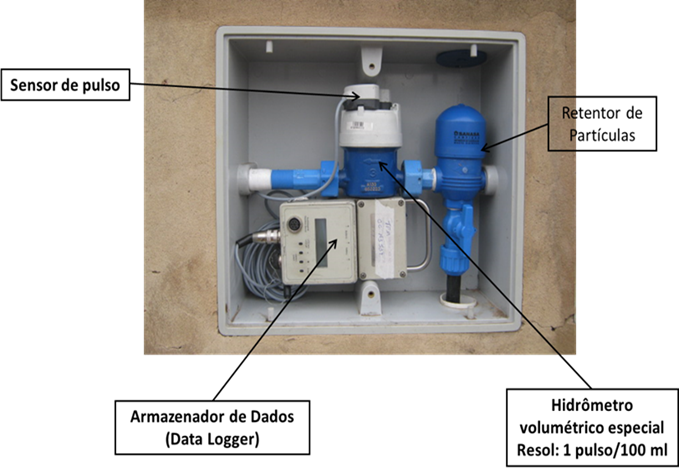 Sensor de pulso
Retentor de
Partículas
Armazenador de Dados
(Data Logger)
Hidrômetro
volumétrico especial
Resol: 1 pulso/100 ml